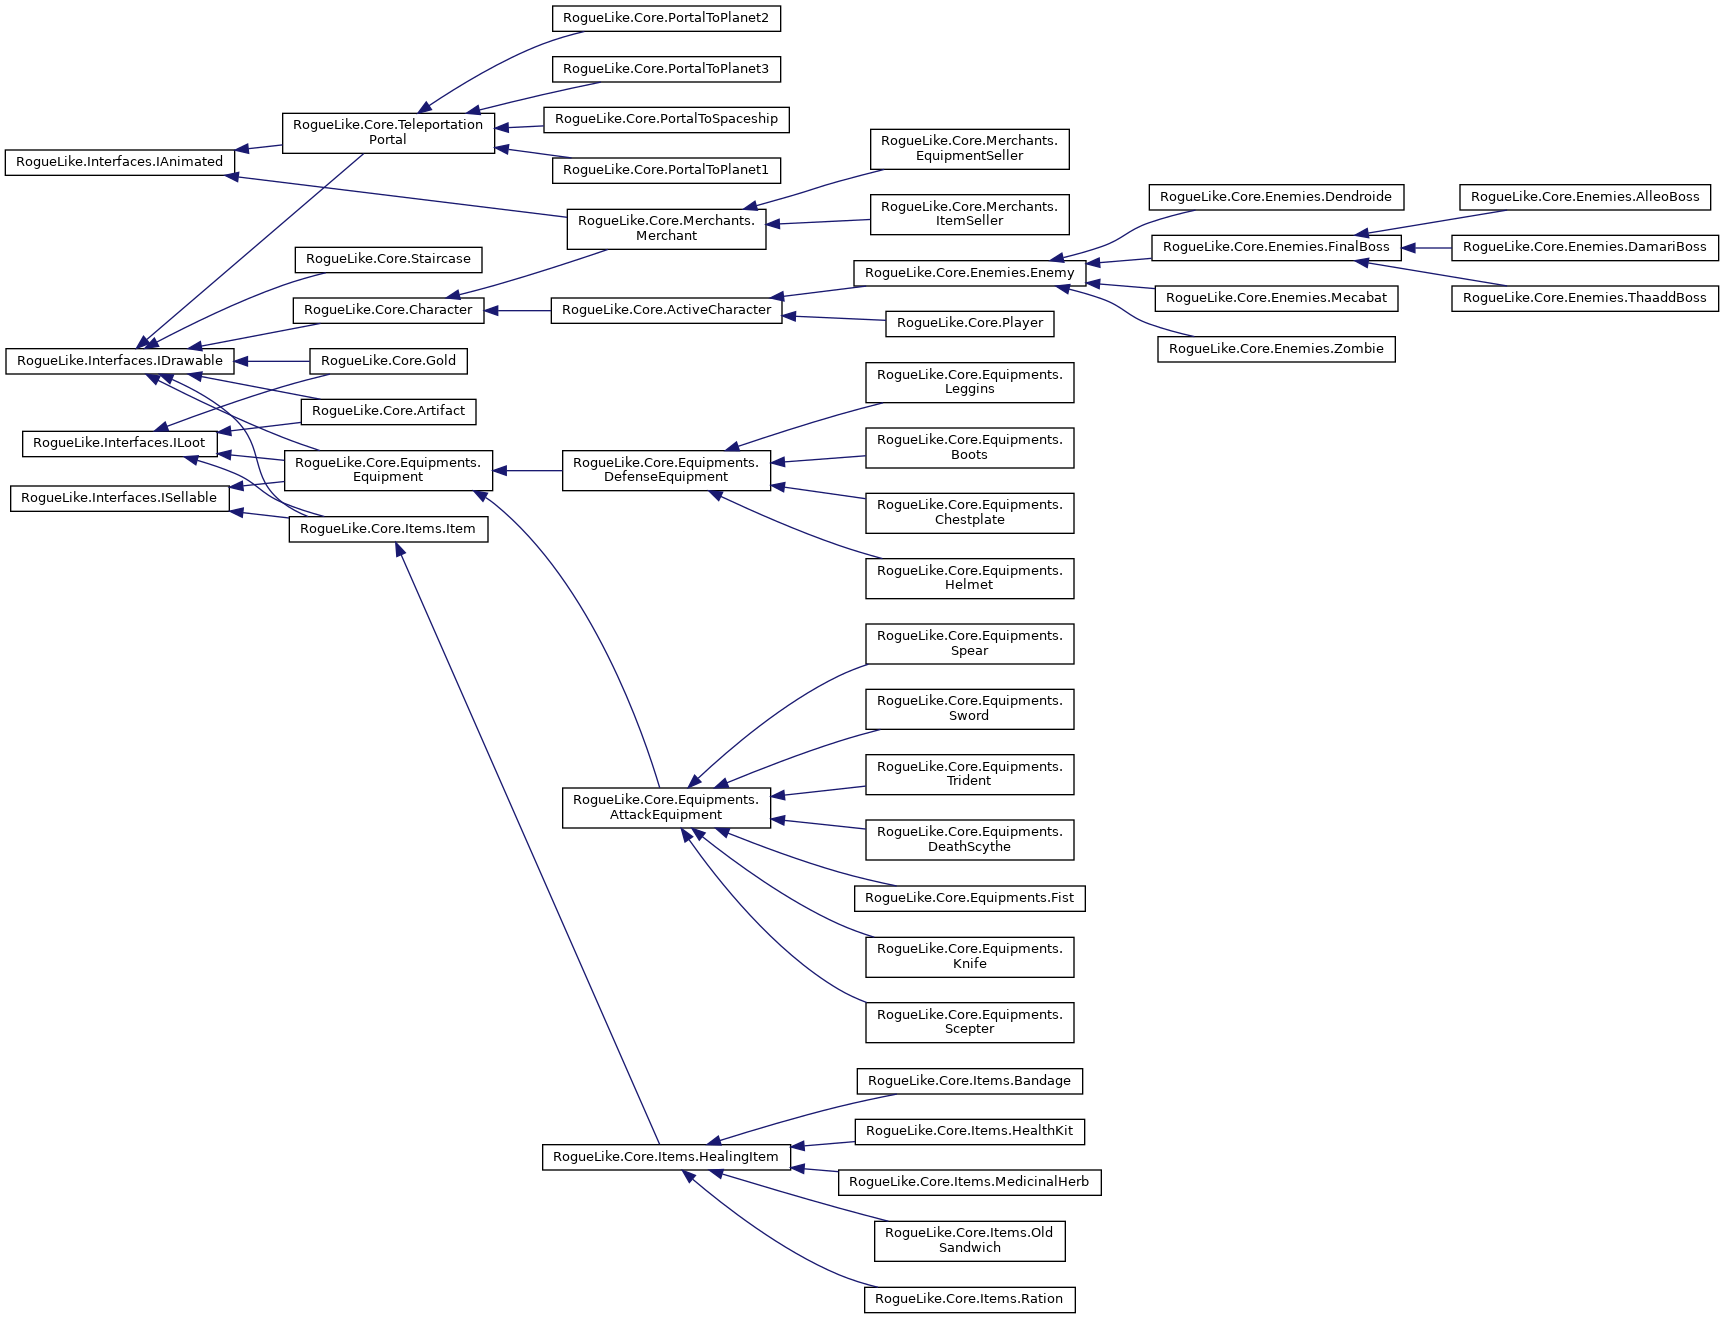 RogueLike.Core.PortalToPlanet2
RogueLike.Core.PortalToPlanet3
RogueLike.Core.PortalToSpaceship
RogueLike.Core.PortalToPlanet1
RogueLike.Core.Teleportation
Portal
RogueLike.Interfaces.IAnimated
RogueLike.Core.Merchants.
EquipmentSeller
RogueLike.Core.Merchants.
ItemSeller
RogueLike.Core.Merchants.
Merchant
RogueLike.Core.Enemies.Dendroide
RogueLike.Core.Enemies.AlleoBoss
RogueLike.Core.Enemies.FinalBoss
RogueLike.Core.Enemies.DamariBoss
RogueLike.Core.Staircase
RogueLike.Core.Enemies.Enemy
RogueLike.Core.Enemies.Mecabat
RogueLike.Core.Enemies.ThaaddBoss
RogueLike.Core.Character
RogueLike.Core.ActiveCharacter
RogueLike.Core.Player
RogueLike.Core.Enemies.Zombie
RogueLike.Interfaces.IDrawable
RogueLike.Core.Gold
RogueLike.Core.Equipments.
Leggins
RogueLike.Core.Artifact
RogueLike.Interfaces.ILoot
RogueLike.Core.Equipments.
Boots
RogueLike.Core.Equipments.
Equipment
RogueLike.Core.Equipments.
DefenseEquipment
RogueLike.Interfaces.ISellable
RogueLike.Core.Equipments.
Chestplate
RogueLike.Core.Items.Item
RogueLike.Core.Equipments.
Helmet
RogueLike.Core.Equipments.
Spear
RogueLike.Core.Equipments.
Sword
RogueLike.Core.Equipments.
Trident
RogueLike.Core.Equipments.
AttackEquipment
RogueLike.Core.Equipments.
DeathScythe
RogueLike.Core.Equipments.Fist
RogueLike.Core.Equipments.
Knife
RogueLike.Core.Equipments.
Scepter
RogueLike.Core.Items.Bandage
RogueLike.Core.Items.HealthKit
RogueLike.Core.Items.HealingItem
RogueLike.Core.Items.MedicinalHerb
RogueLike.Core.Items.Old
Sandwich
RogueLike.Core.Items.Ration